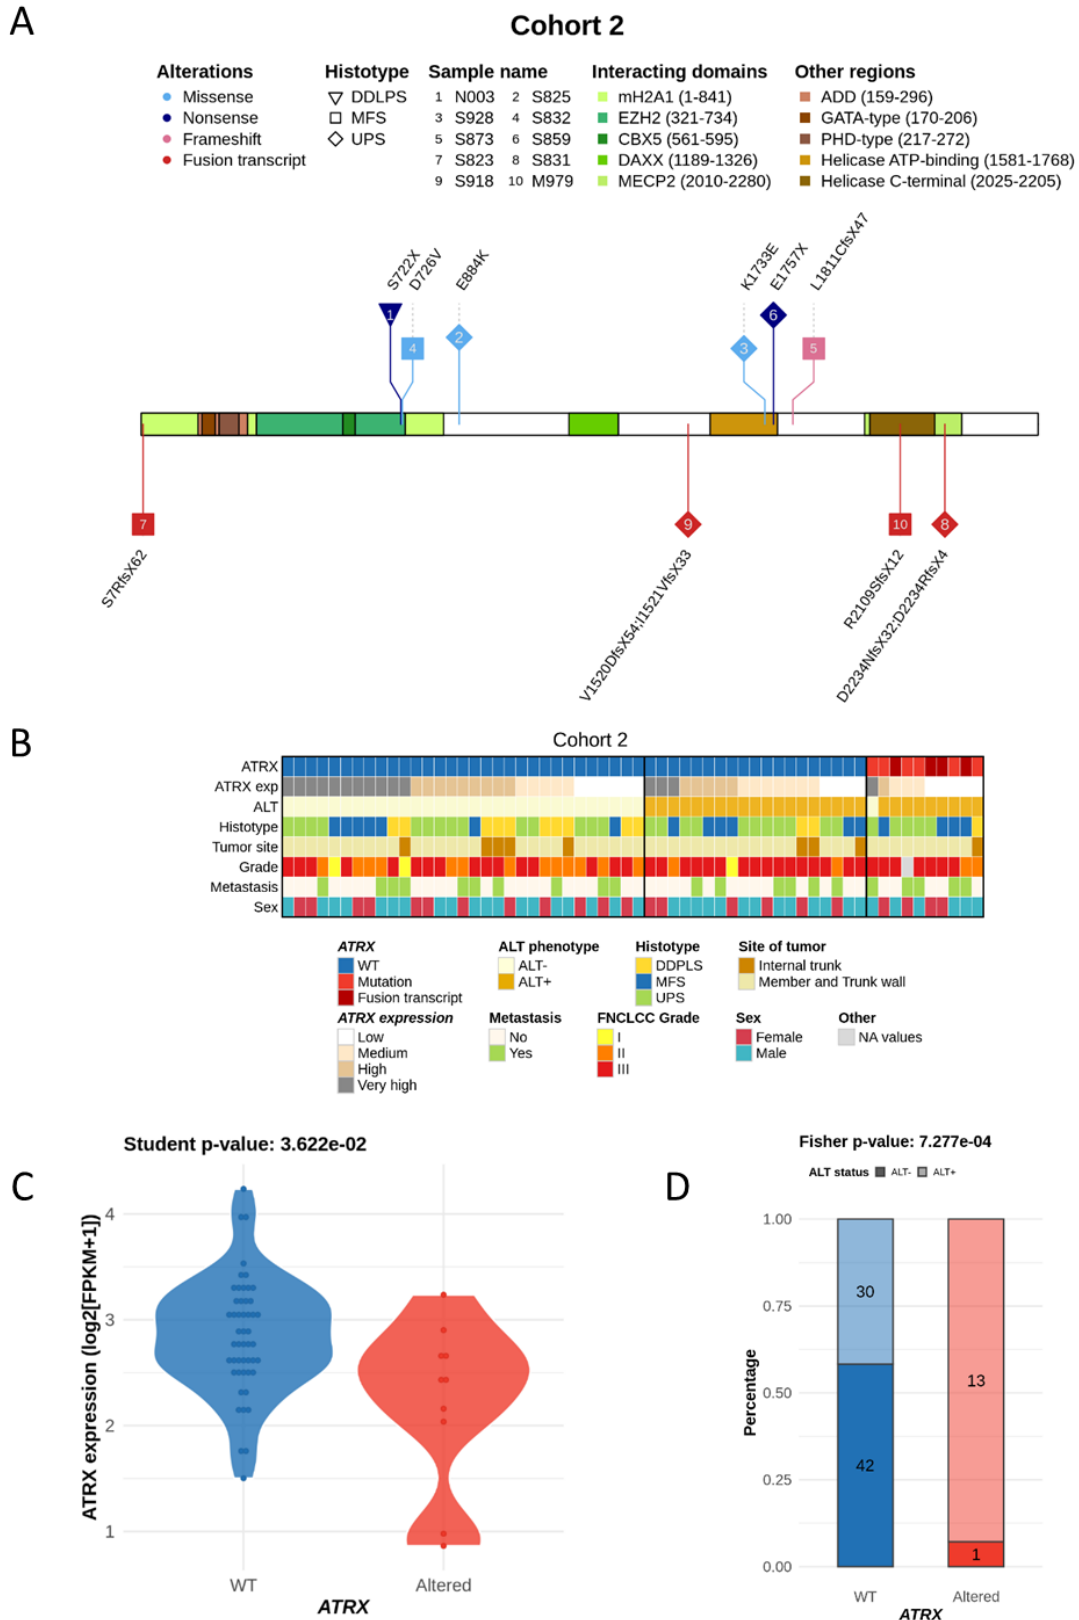 A
Cohort 2
Alterations
Missense
Nonsense
Frameshift
Fusion transcript
Histotype
DDLPS
MFS
UPS
Sample name
1 N003 2 S825
3 S928 4 S832
5 S873 6 S859
7 S823 8 S831
9 S918 10 M979
Interacting domains
mH2A1 (1-841)
EZH2 (321-734)
CBX5 (561-595)
DAXX (1189-1326)
MECP2 (2010-2280)
Other regions
ADD (159-296)
GATA-type (170-206)
PHD-type (217-272)
Helicase ATP-binding (1581-1768)
Helicase C-terminal (2025-2205)
S722X
D726V
E884K
K1733E
E1757X
L1811CfsX47
1
4
2
3
6
5
7
9
10
8
S7RfsX62
V1520DfsX54;I1521VfsX33
R2109SfsX12
D2234NfsX32;D2234RfsX4
B
Cohort 2
ATRX
ATRX exp
ALT
Histotype
Tumor site
Grade
Metastasis
Sex
ATRX
WT
Mutation
Fusion transcript
ALT phenotype
ALT-
ALT+
Histotype
DDPLS
MFS
UPS
Site of tumor
Internal trunk
Member and Trunk wall
ATRX expression
Low
Medium
High
Very high
Metastasis
No
Yes
FNCLCC Grade
I
II
III
Sex
Female
Male
Other
NA values
C
Student p-value: 3.622e-02
ATRX expression (log2[FPKM+1])
4
3
2
1
WT
Altered
ATRX
D
Fisher p-value: 7.277e-04
ALT status ALT- ALT+
Percentage
1.00
0.75
0.50
0.25
0.00
30
42
13
1
WT
Altered
ATRX